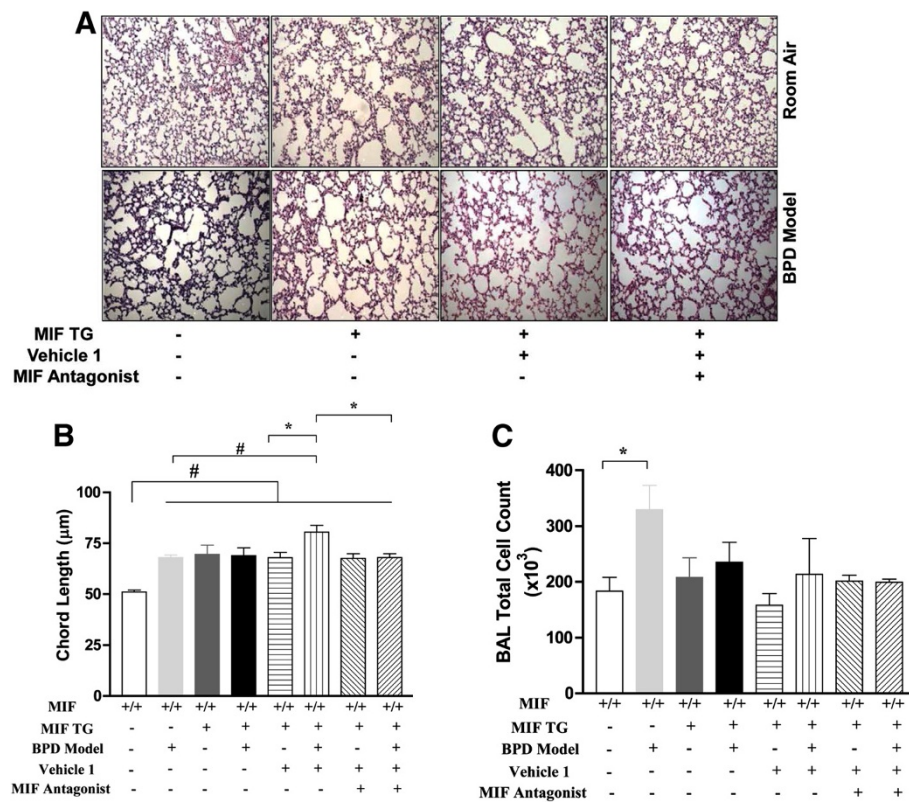 A
Room Air
BPD Model
MIF TG - + + +
Vehicle 1 - - + +
MIF Antagonist - - - +
B
* *
#
#
Chord Length (μm)
100
75
50
25
0
MIF +/+ +/+ +/+ +/+ +/+ +/+ +/+ +/+
MIF TG - - + + + + + +
BPD Model - + - + - + - +
Vehicle 1 - - - - + + + +
MIF Antagonist - - - - - - + +
C
*
BAL Total Cell Count
(x10³)
400
300
200
100
0
MIF +/+ +/+ +/+ +/+ +/+ +/+ +/+ +/+
MIF TG - - + + + + + +
BPD Model - + - + - + - +
Vehicle 1 - - - - + + + +
MIF Antagonist - - - - - - + +